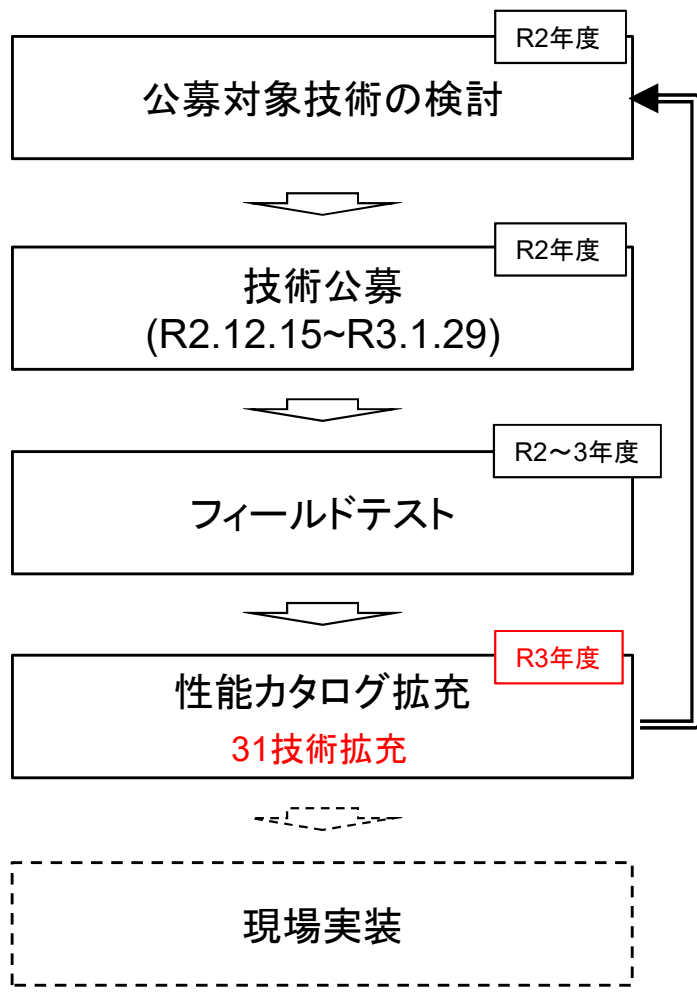 R2年度
公募対象技術の検討
R2年度
技術公募
(R2.12.15~R3.1.29)
R2～3年度
フィールドテスト
R3年度
性能カタログ拡充
31技術拡充
現場実装